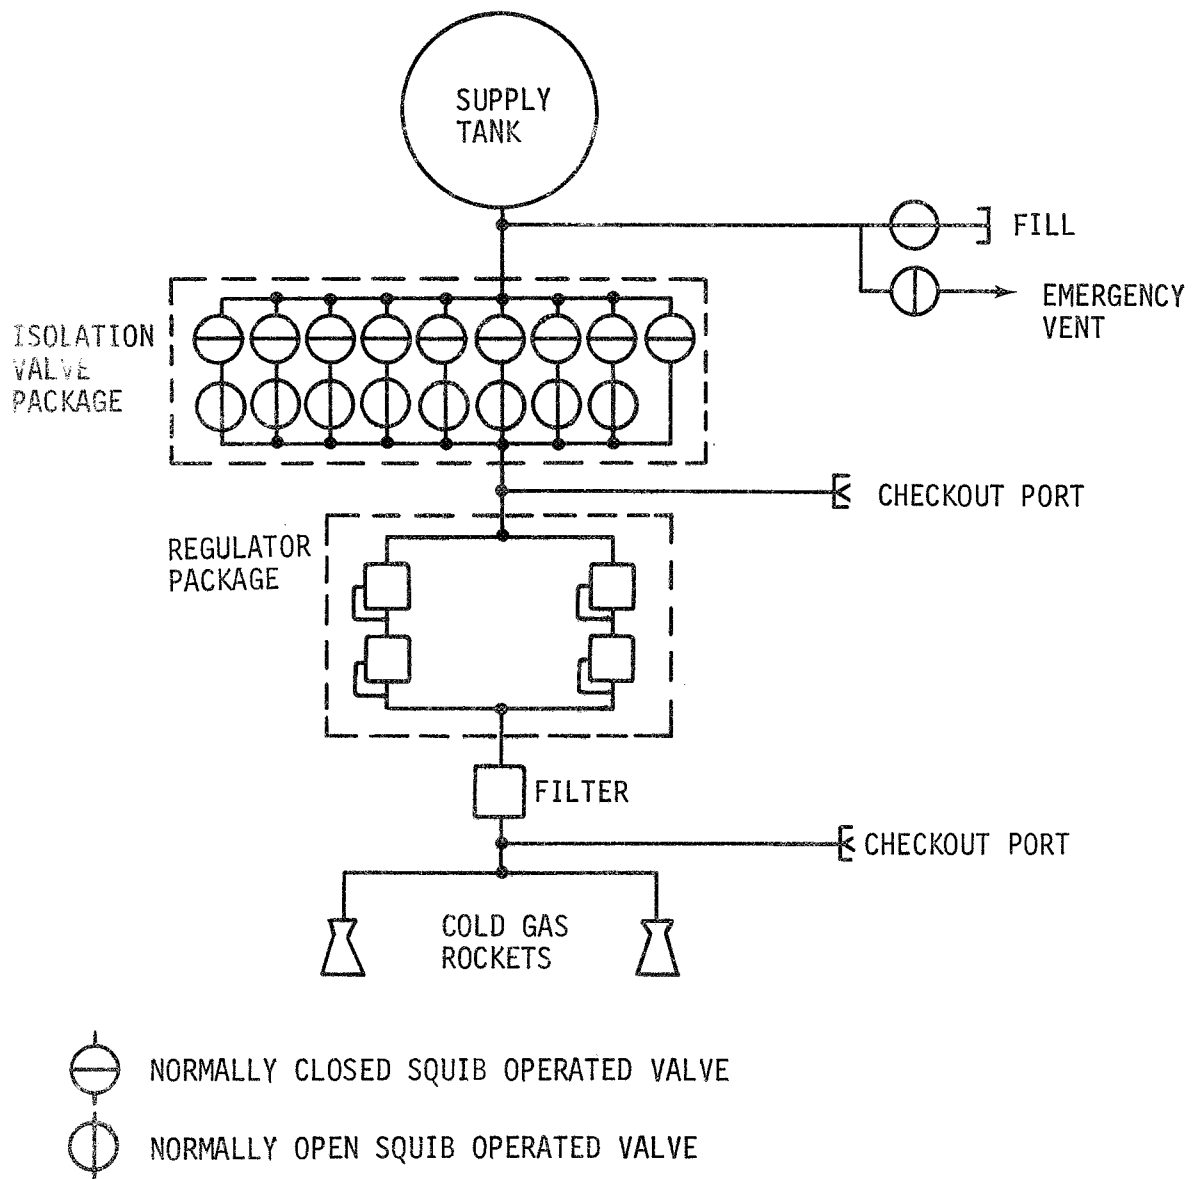 SUPPLY
TANK
FILL
EMERGENCY
VENT
ISOLATION
VALVE
PACKAGE
CHECKOUT PORT
REGULATOR
PACKAGE
FILTER
CHECKOUT PORT
COLD GAS
ROCKETS
NORMALLY CLOSED SQUIB OPERATED VALVE
NORMALLY OPEN SQUIB OPERATED VALVE